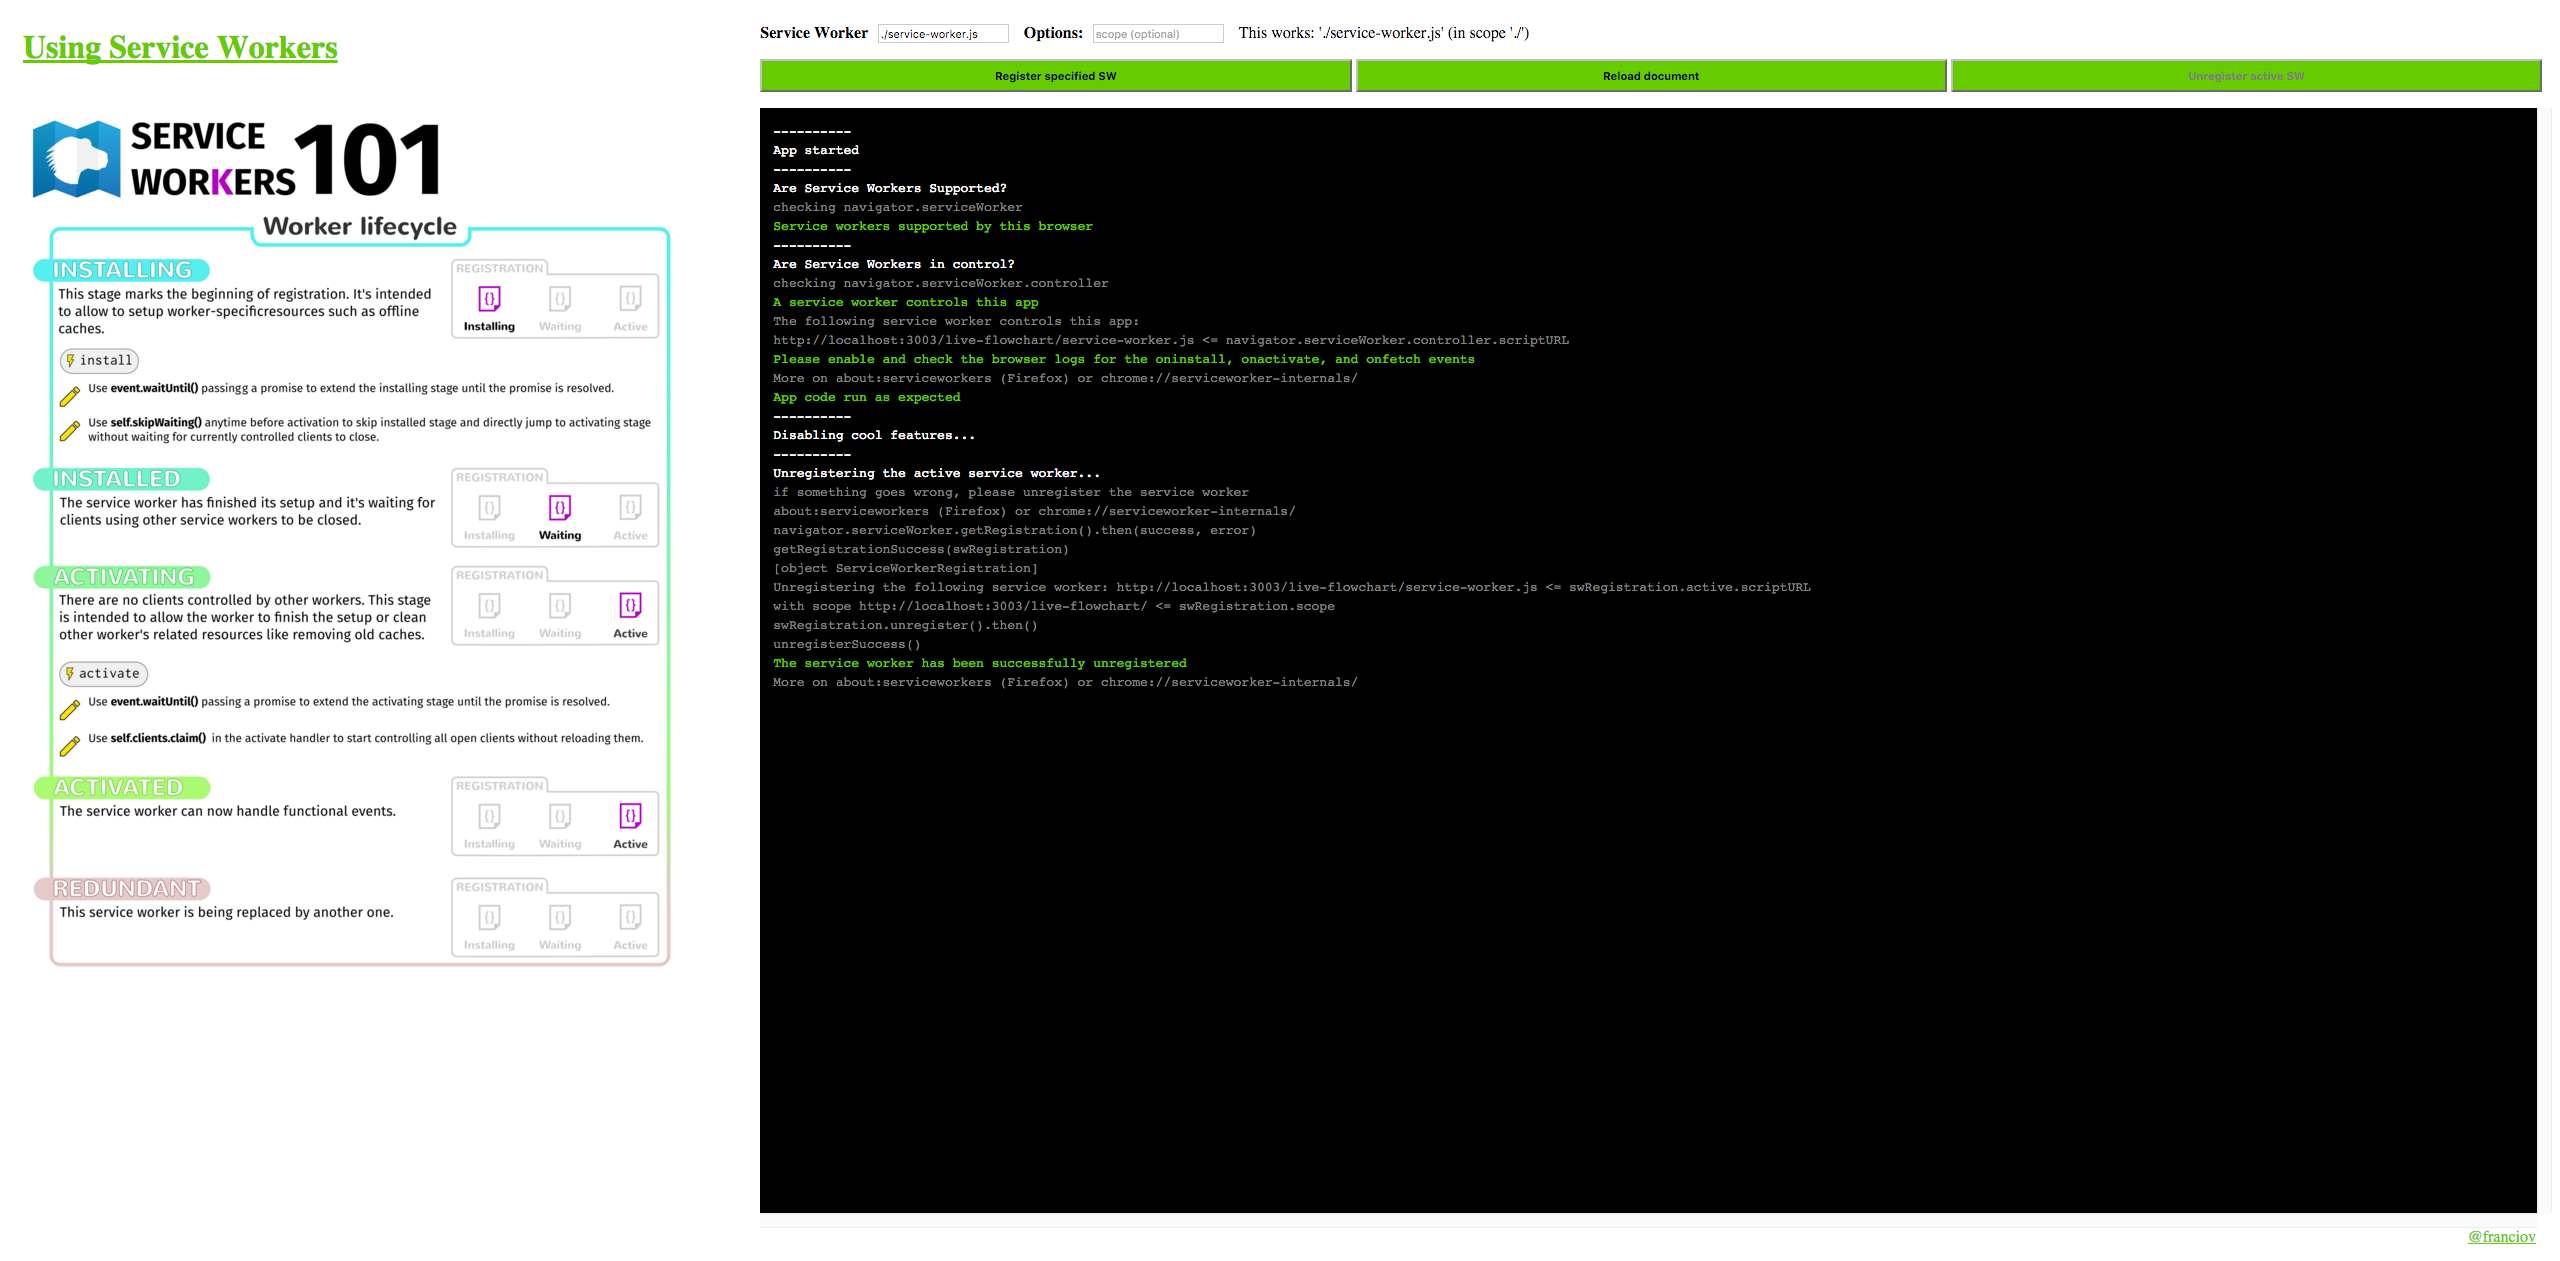 Using Service Workers
SERVICE
WORKERS 101
Worker lifecycle
INSTALLING
This stage marks the beginning of registration. It's intended
to allow to setup worker-specificresources such as offline
caches.
REGISTRATION
{} {} {}
Installing Waiting Active
install
Use event.waitUntil() passingg a promise to extend the installing stage until the promise is resolved.
Use self.skipWaiting() anytime before activation to skip installed stage and directly jump to activating stage
without waiting for currently controlled clients to close.
INSTALLED
The service worker has finished its setup and it's waiting for
clients using other service workers to be closed.
REGISTRATION
{} {} {}
Installing Waiting Active
ACTIVATING
There are no clients controlled by other workers. This stage
is intended to allow the worker to finish the setup or clean
other worker's related resources like removing old caches.
REGISTRATION
{} {} {}
Installing Waiting Active
activate
Use event.waitUntil() passing a promise to extend the activating stage until the promise is resolved.
Use self.clients.claim() in the activate handler to start controlling all open clients without reloading them.
ACTIVATED
The service worker can now handle functional events.
REGISTRATION
{} {} {}
Installing Waiting Active
REDUNDANT
This service worker is being replaced by another one.
REGISTRATION
{} {} {}
Installing Waiting Active
Service Worker ./service-worker.js Options: scope (optional) This works: './service-worker.js' (in scope './')
Register specified SW Reload document Unregister active SW
----------
App started
----------
Are Service Workers Supported?
checking navigator.serviceWorker
Service workers supported by this browser
----------
Are Service Workers in control?
checking navigator.serviceWorker.controller
A service worker controls this app
The following service worker controls this app:
http://localhost:3003/live-flowchart/service-worker.js <= navigator.serviceWorker.controller.scriptURL
Please enable and check the browser logs for the oninstall, onactivate, and onfetch events
More on about:serviceworkers (Firefox) or chrome://serviceworker-internals/
App code run as expected
----------
Disabling cool features...
----------
Unregistering the active service worker...
if something goes wrong, please unregister the service worker
about:serviceworkers (Firefox) or chrome://serviceworker-internals/
navigator.serviceWorker.getRegistration().then(success, error)
getRegistrationSuccess(swRegistration)
[object ServiceWorkerRegistration]
Unregistering the following service worker: http://localhost:3003/live-flowchart/service-worker.js <= swRegistration.active.scriptURL
with scope http://localhost:3003/live-flowchart/ <= swRegistration.scope
swRegistration.unregister().then()
unregisterSuccess()
The service worker has been successfully unregistered
More on about:serviceworkers (Firefox) or chrome://serviceworker-internals/
@franciov